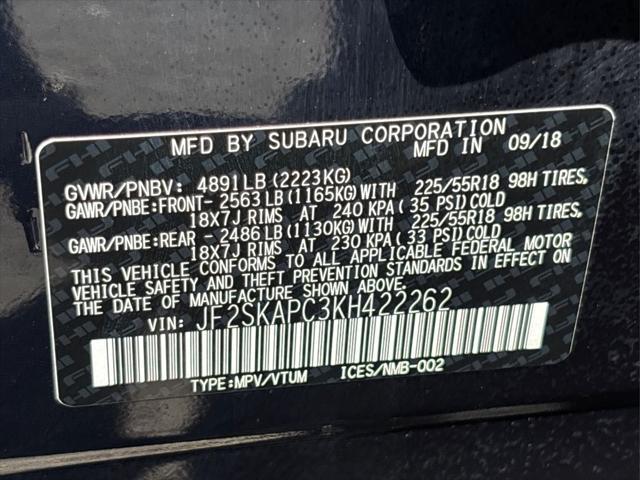 MFD BY SUBARU CORPORATION
MFD IN 09/18
GVWR/PNBV: 4891LB(2223KG)
GAWR/PNBE:FRONT-2563LB(1165KG)WITH 225/55R18 98H TIRES,
18X7J RIMS AT 240 KPA(35 PSI)COLD
GAWR/PNBE:REAR -2486LB(1130KG)WITH 225/55R18 98H TIRES,
18X7J RIMS AT 230 KPA(33 PSI)COLD
THIS VEHICLE CONFORMS TO ALL APPLICABLE FEDERAL MOTOR
VEHICLE SAFETY AND THEFT PREVENTION STANDARDS IN EFFECT ON
THE DATE OF MANUFACTURE SHOWN ABOVE.
VIN: JF2SKAPC3KH422262
TYPE:MPV/VTUM ICES/NMB-002